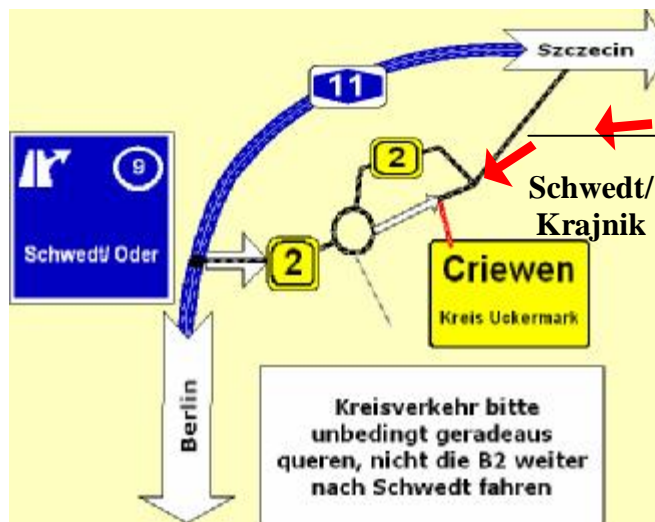 Szczecin
11
9
2
Schwedt/
Krajnik
Schwedt/ Oder
2
Criewen
Kreis Uckermark
Berlin
Kreisverkehr bitte
unbedingt geradeaus
queren, nicht die B2 weiter
nach Schwedt fahren